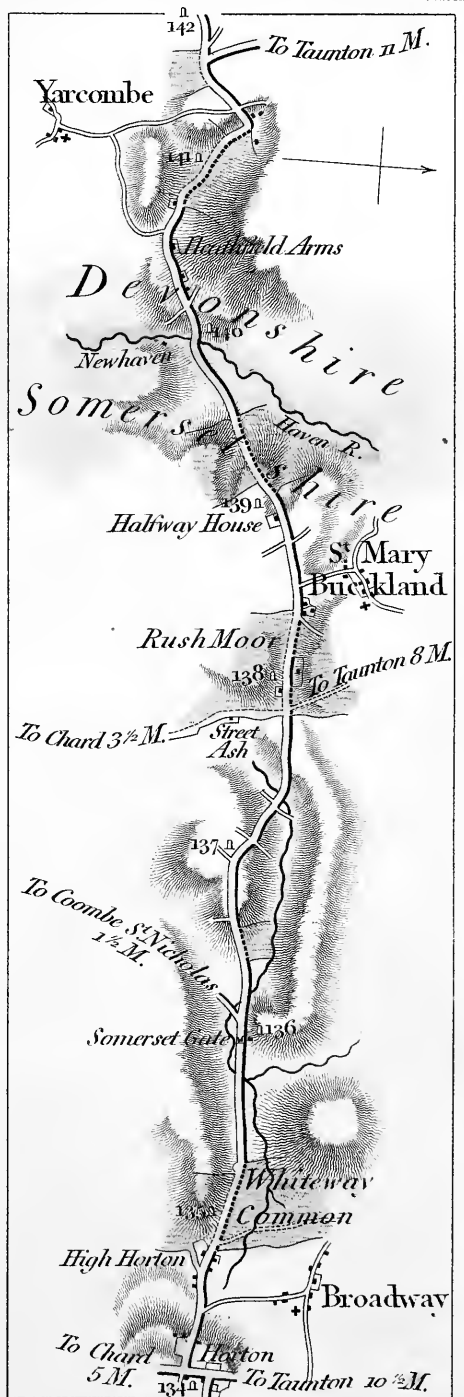 142
To Taunton 11 M.
Yarcombe
141
Heathfield Arms
Devonshire
140
Newhaven
Haven R.
Somersetshire
139
Halfway House
St Mary
Buckland
Rush Moor
138
To Taunton 8 M.
To Chard 3½ M.
Street
Ash
137
To Coombe St Nicholas
1½ M.
Somerset Gate
136
Whiteway
Common
135
High Horton
Broadway
Horton
To Chard
5 M.
134
To Taunton 10½ M.